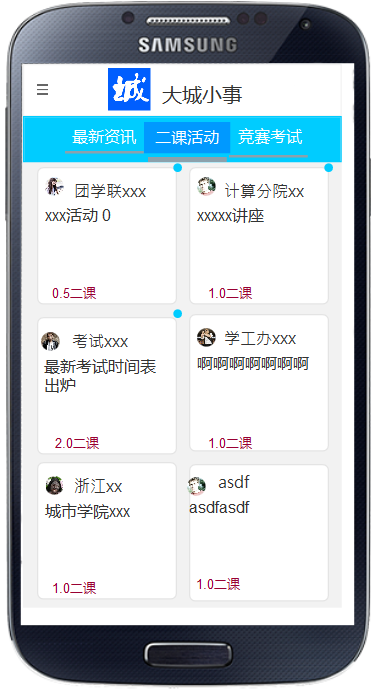 SAMSUNG
城
大城小事
最新资讯 二课活动 竞赛考试
团学联xxx
xxx活动 0
0.5二课
计算分院xx
xxxxx讲座
1.0二课
考试xxx
最新考试时间表
出炉
2.0二课
学工办xxx
啊啊啊啊啊啊啊
1.0二课
浙江xx
城市学院xxx
1.0二课
asdf
asdfasdf
1.0二课